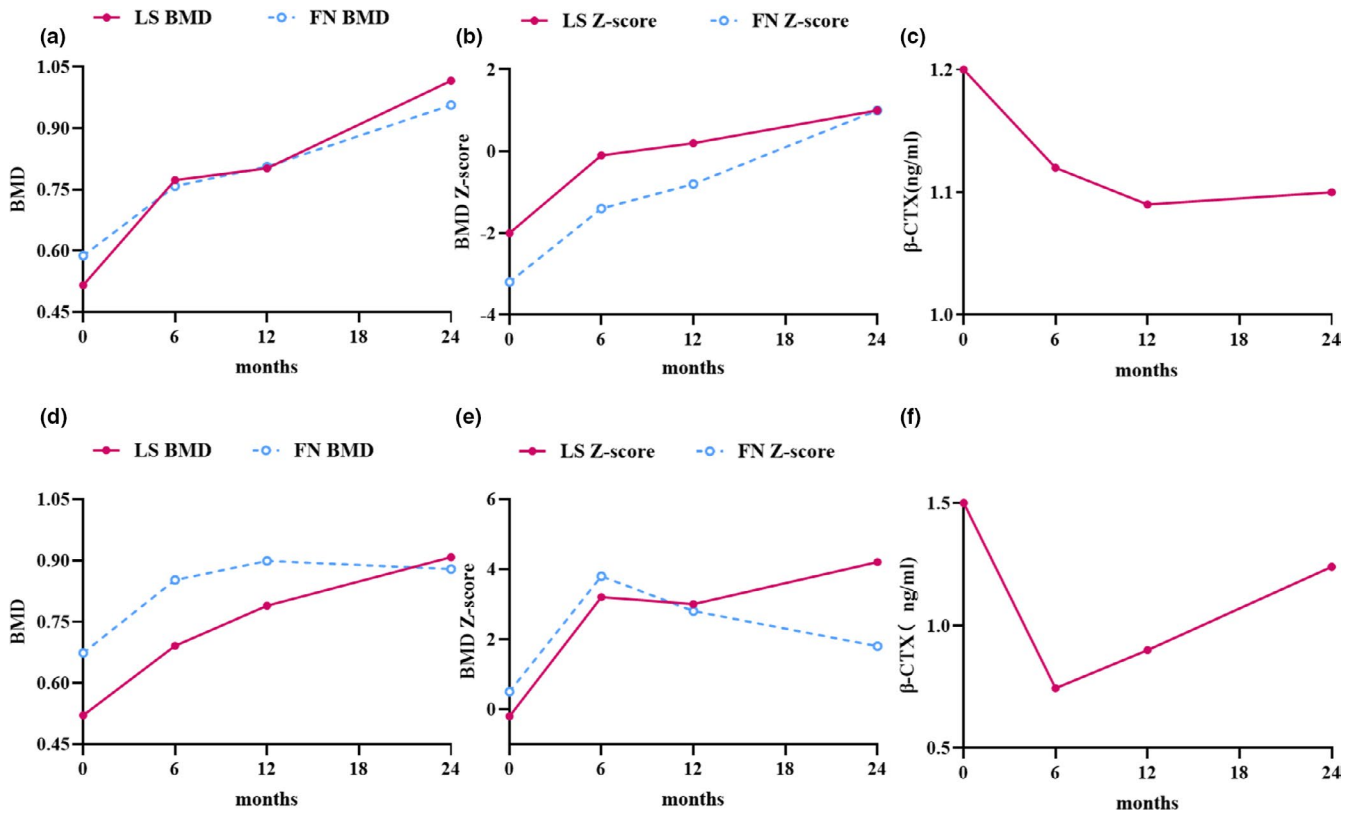 LS BMD FN BMD
LS Z-score FN Z-score
(a)
(b)
(c)
BMD
1.05
0.90
0.75
0.60
0.45
0 6 12 18 24
months
BMD Z-score
2
0
-2
-4
0 6 12 18 24
months
β-CTX(ng/ml)
1.2
1.1
1.0
0 6 12 18 24
months
(d)
(e)
(f)
LS BMD FN BMD
LS Z-score FN Z-score
BMD
1.05
0.90
0.75
0.60
0.45
0 6 12 18 24
months
BMD Z-score
6
4
2
0
0 6 12 18 24
months
β-CTX( ng/ml)
1.5
1.0
0.5
0 6 12 18 24
months